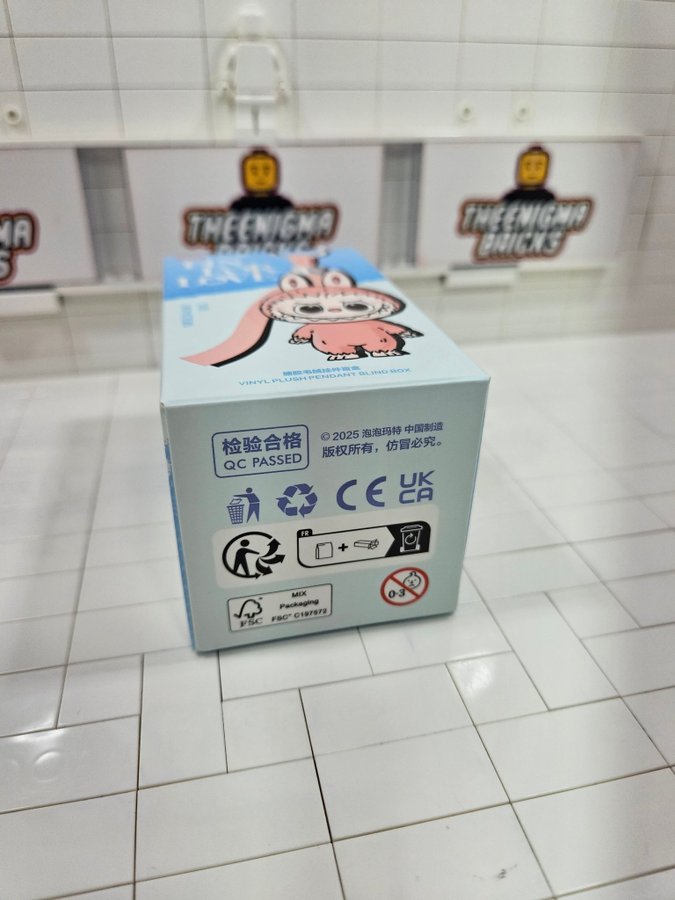 MA
S
THEENIGMA
BRICKS
THEENIGMA
BRICKS
VINYL PLUSH PENDANT BLIND BOX
检验合格
QC PASSED
© 2025 泡泡玛特 中国制造
版权所有，仿冒必究。
CE
UK
CA
FR
+
MIX
Packaging
FSC
FSC® C197672
0-3